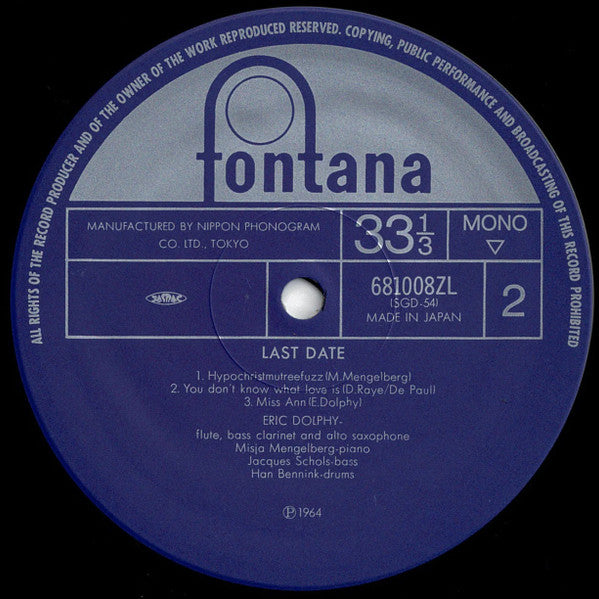 ALL RIGHTS OF THE RECORD PRODUCER AND OF THE OWNER OF THE WORK REPRODUCED RESERVED. COPYING, PUBLIC PERFORMANCE AND BROADCASTING OF THIS RECORD PROHIBITED
fontana
MANUFACTURED BY NIPPON PHONOGRAM
CO. LTD., TOKYO
33 1/3
MONO
JASRAC
681008ZL
(SGD-54)
MADE IN JAPAN
2
LAST DATE
1. Hypochristmutreefuzz(M.Mengelberg)
2. You don't know what love is(D.Raye/De Paul)
3. Miss Ann(E.Dolphy)
ERIC DOLPHY-
flute, bass clarinet and alto saxophone
Misja Mengelberg-piano
Jacques Schols-bass
Han Bennink-drums
Ⓟ1964